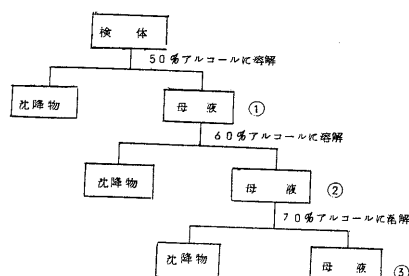 検 体
50%アルコールに溶解
沈降物
母 液
①
60%アルコールに溶解
沈降物
母 液
②
70%アルコールに溶解
沈降物
母 液
③